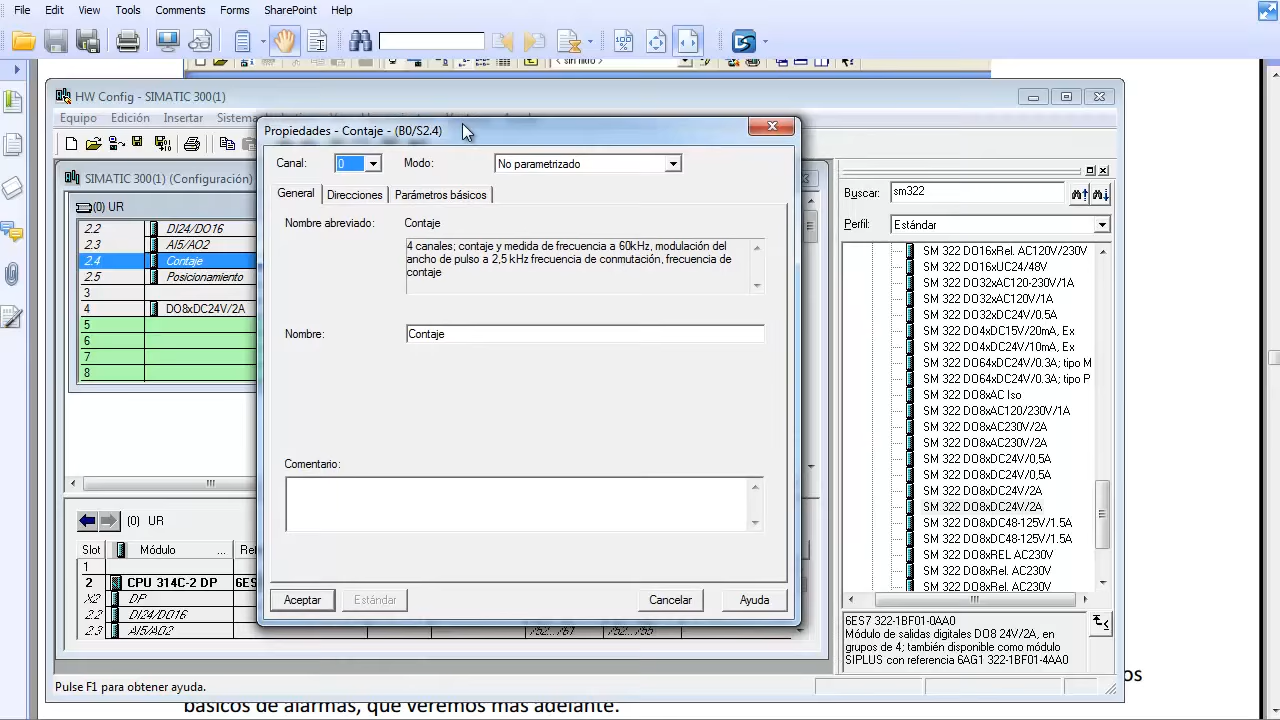 File Edit View Tools Comments Forms SharePoint Help
HW Config - SIMATIC 300(1)
Equipo Edición Insertar
Propiedades - Contaje - (B0/S2.4)
Canal: 0 Modo: No parametrizado
General Direcciones Parámetros básicos
Nombre abreviado: Contaje
4 canales; contaje y medida de frecuencia a 60kHz, modulación del
ancho de pulso a 2,5 kHz frecuencia de conmutación, frecuencia de
contaje
Nombre: Contaje
Comentario:
Aceptar Estándar Cancelar Ayuda
SIMATIC 300(1) (Configuración)
(0) UR
2.2 DI24/DO16
2.3 AI5/AO2
2.4 Contaje
2.5 Posicionamiento
3
4 DO8xDC24V/2A
5
6
7
8
(0) UR
Slot Módulo ...
1
2 CPU 314C-2 DP 6ES
X2 DP
2.2 DI24/DO16
2.3 AI5/AO2 752...761 752...755
Buscar: sm322
Perfil: Estándar
SM 322 DO16xRel. AC120V/230V
SM 322 DO16xUC24/48V
SM 322 DO32xAC120-230V/1A
SM 322 DO32xAC120V/1A
SM 322 DO32xDC24V/0.5A
SM 322 DO4xDC15V/20mA, Ex
SM 322 DO4xDC24V/10mA, Ex
SM 322 DO64xDC24V/0.3A; tipo M
SM 322 DO64xDC24V/0.3A; tipo P
SM 322 DO8xAC Iso
SM 322 DO8xAC120/230V/1A
SM 322 DO8xAC230V/2A
SM 322 DO8xAC230V/2A
SM 322 DO8xDC24V/0,5A
SM 322 DO8xDC24V/0,5A
SM 322 DO8xDC24V/2A
SM 322 DO8xDC24V/2A
SM 322 DO8xDC48-125V/1.5A
SM 322 DO8xDC48-125V/1.5A
SM 322 DO8xREL AC230V
SM 322 DO8xRel. AC230V
SM 322 DO8xRel. AC230V
6ES7 322-1BF01-0AA0
Módulo de salidas digitales DO8 24V/2A, en
grupos de 4; también disponible como módulo
SIPLUS con referencia 6AG1 322-1BF01-4AA0
Pulse F1 para obtener ayuda.
os
básicos de alarmas, que veremos más adelante.